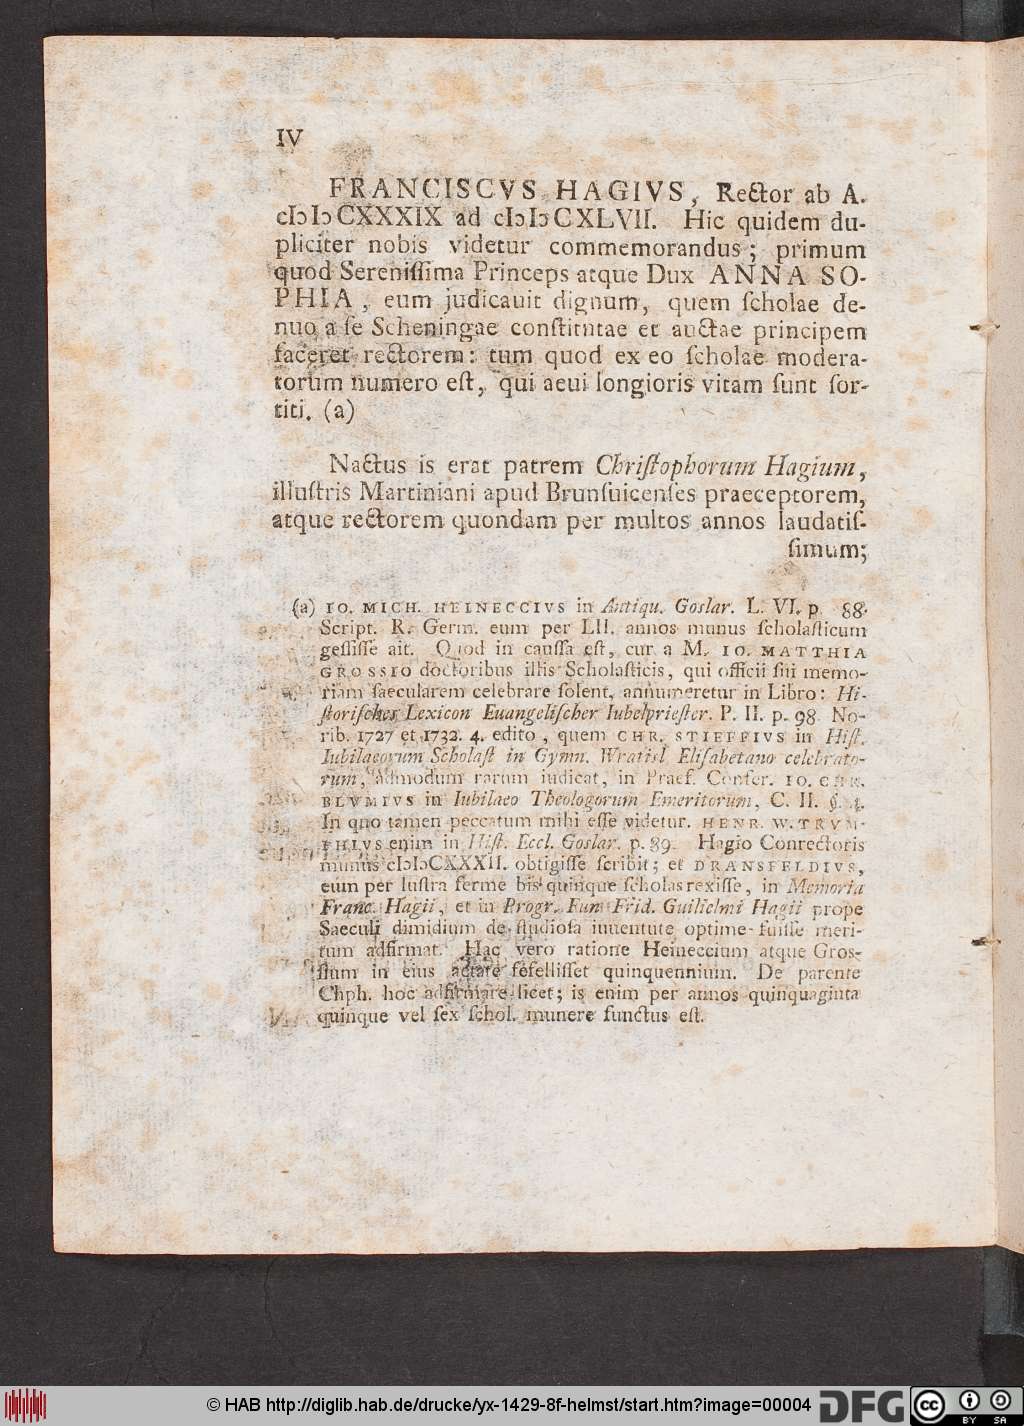 IV
FRANCISCVS HAGIVS, Rector ab A.
cIↄIↄCXXXIX ad cIↄIↄCXLVII. Hic quidem du-
pliciter nobis videtur commemorandus; primum
quod Sereniſſima Princeps atque Dux ANNA SO-
PHIA, eum judicauit dignum, quem ſcholae de-
nuo a ſe Scheningae conſtitntae et auctae principem
faceret rectorem: tum quod ex eo ſcholae modera-
torum numero eſt, qui aeui longioris vitam ſunt ſor-
titi. (a)
Nactus is erat patrem Chriſtophorum Hagium,
illuſtris Martiniani apud Brunſuicenſes praeceptorem,
atque rectorem quondam per multos annos laudatiſ-
ſimum;
(a) IO. MICH. HEINECCIVS in Antiqu. Goslar. L. VI. p. 88.
Script. R. Germ. eum per LII. annos munus ſcholaſticum
geſſiſſe ait. Quod in cauſſa eſt, cur a M. IO. MATTHIA
GROSSIO doctoribus illis Scholaſticis, qui officii ſui memo-
riam ſaecularem celebrare ſolent, annumeretur in Libro: Hi-
ſtoriſches Lexicon Euangeliſcher Iubelprieſter. P. II. p. 98. No-
rib. 1727 et 1732. 4. edito, quem CHR. STIEFFIVS in Hiſt.
Iubilaeorum Scholaſt in Gymn. Wratisl Eliſabetano celebrato-
rum, admodum rarum iudicat, in Praef. Confer. IO. CHR.
BLVMIVS in Iubilaeo Theologorum Emeritorum, C. II. §. 4.
In quo tamen peccatum mihi eſſe videtur. HENR. W. TRVM-
PHIVS enim in Hiſt. Eccl. Goslar. p. 89. Hagio Conrectoris
munus cIↄIↄCXXXII. obtigiſſe ſcribit; et DRANSFELDIVS,
eum per luſtra ferme bis quinque ſcholas rexiſſe, in Memoria
Franc. Hagii, et in Progr. Fun Frid. Guilielmi Hagii prope
Saeculi dimidium de ſtudioſa iuuentute optime fuiſſe meri-
tum adfirmat. Hac vero ratione Heineccium atque Groſ-
ſium in eius aetate fefelliſſet quinquennium. De parente
Chph. hoc adfirmare licet; is enim per annos quinquaginta
quinque vel ſex ſchol. munere functus eſt.
© HAB http://diglib.hab.de/drucke/yx-1429-8f-helmst/start.htm?image=00004
DFG
CC BY SA